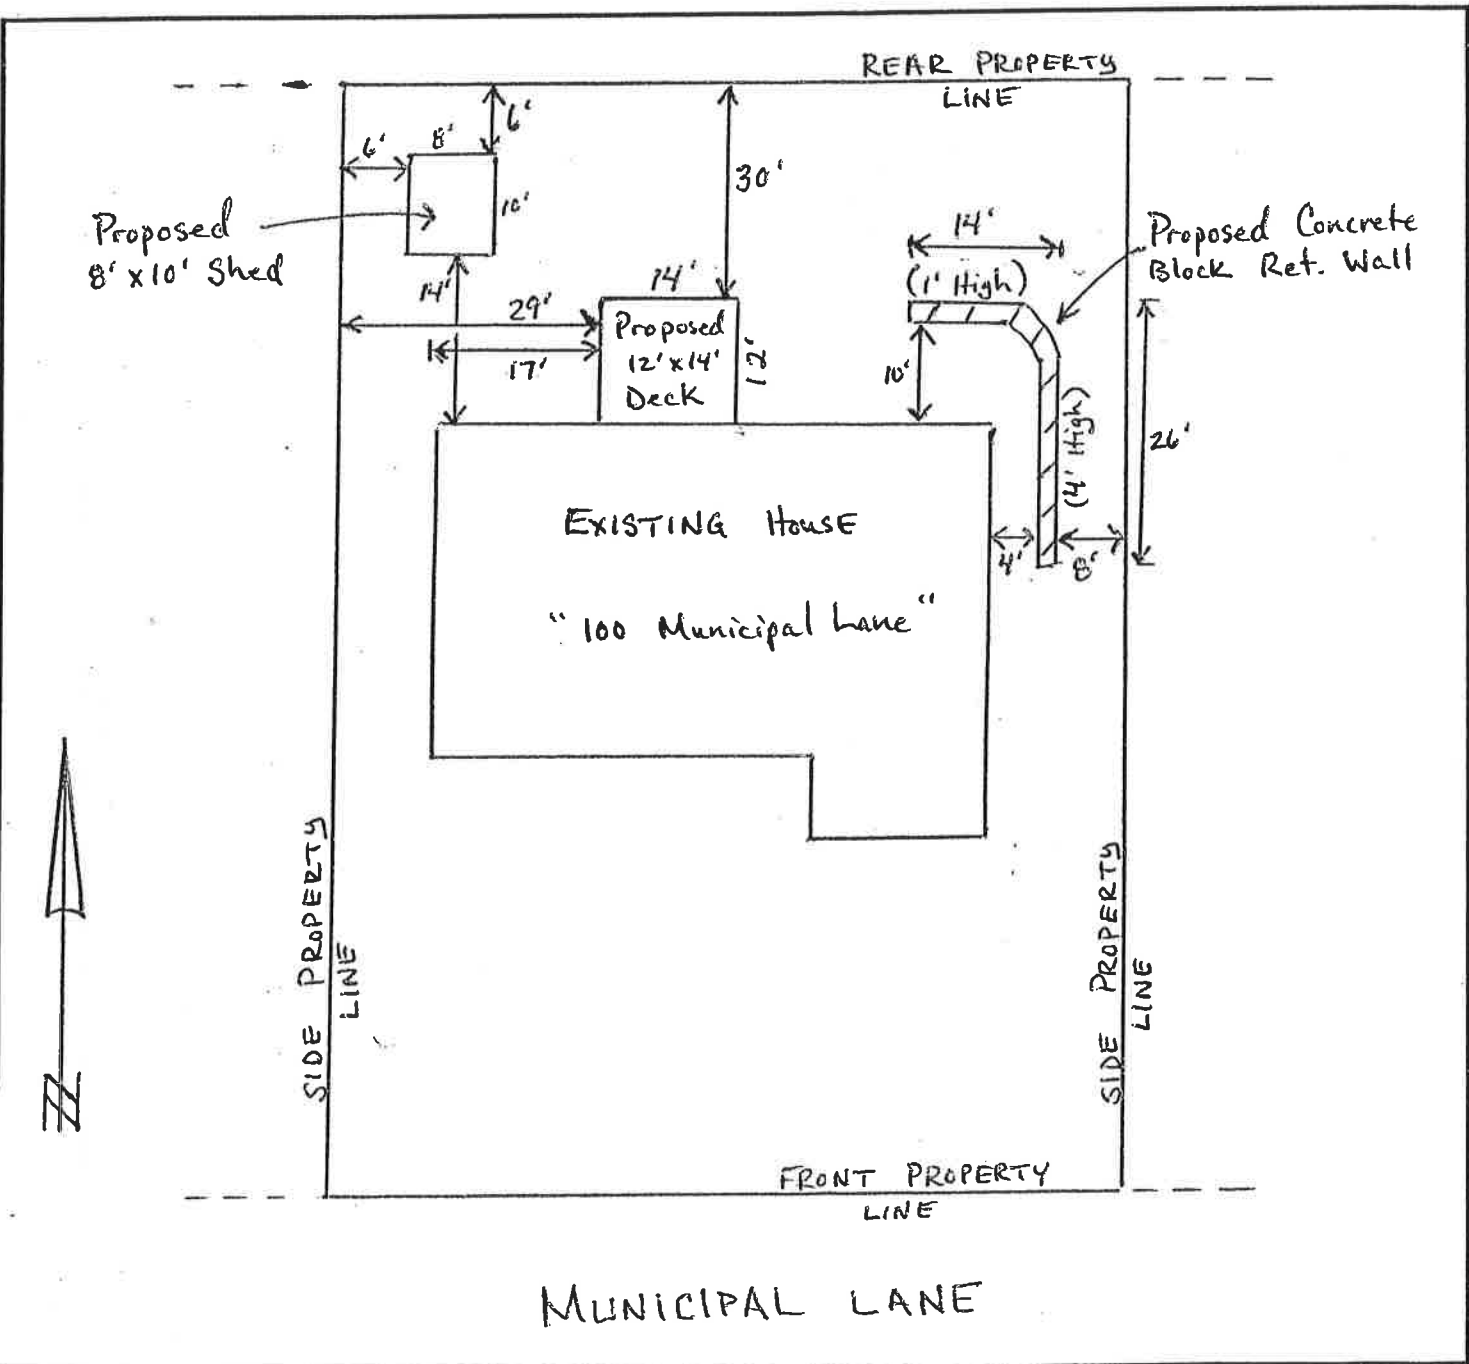 REAR PROPERTY
LINE
6'
8'
6'
10'
30'
Proposed
8' x 10' Shed
14'
29'
17'
14'
Proposed
12' x 14'
Deck
12'
14'
(1' High)
Proposed Concrete
Block Ret. Wall
10'
(4' High)
26'
4'
8'
EXISTING HOUSE
"100 Municipal Lane"
SIDE PROPERTY
LINE
SIDE PROPERTY
LINE
N
FRONT PROPERTY
LINE
MUNICIPAL LANE